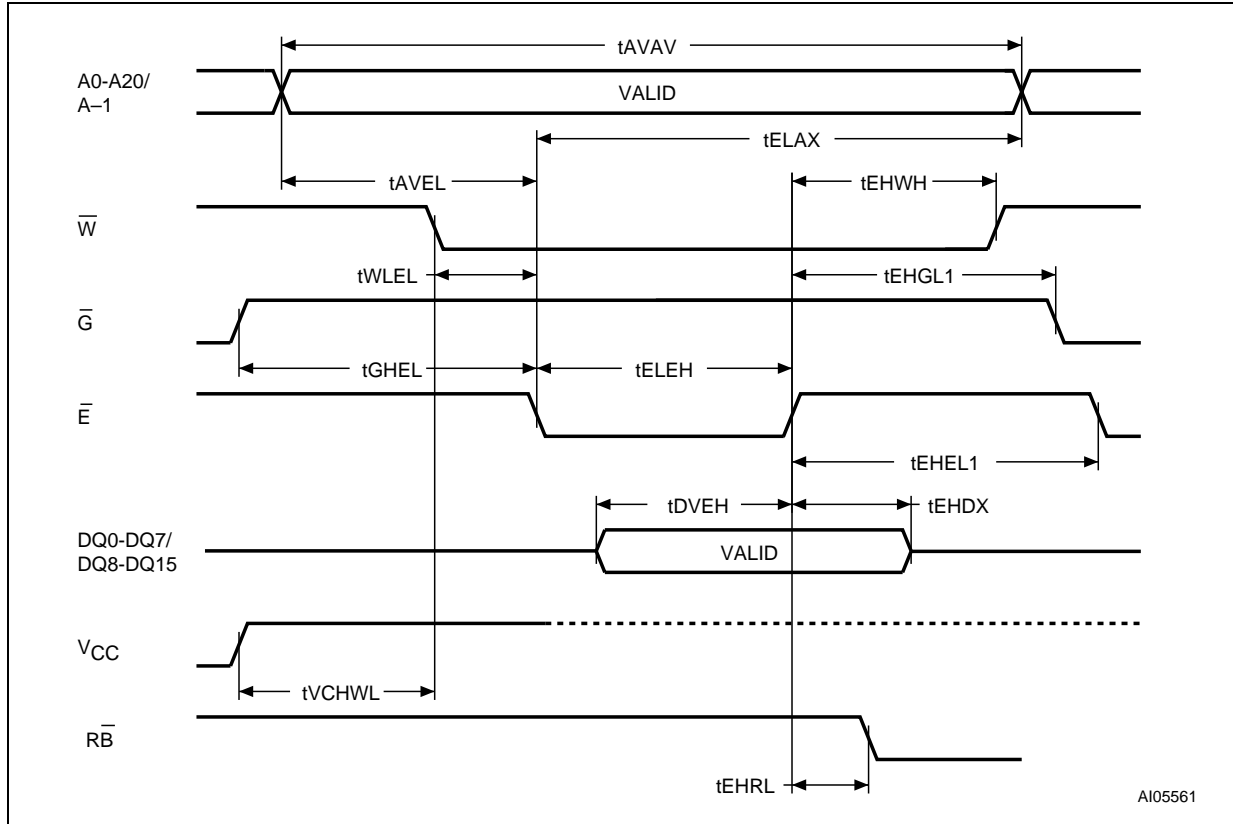 tAVAV
A0-A20/
A–1
VALID
tELAX
tAVEL
tEHWH
W̅
tWLEL
tEHGL1
G̅
tGHEL
tELEH
E̅
tEHEL1
tDVEH
tEHDX
DQ0-DQ7/
DQ8-DQ15
VALID
VCC
tVCHWL
RB̅
tEHRL
AI05561